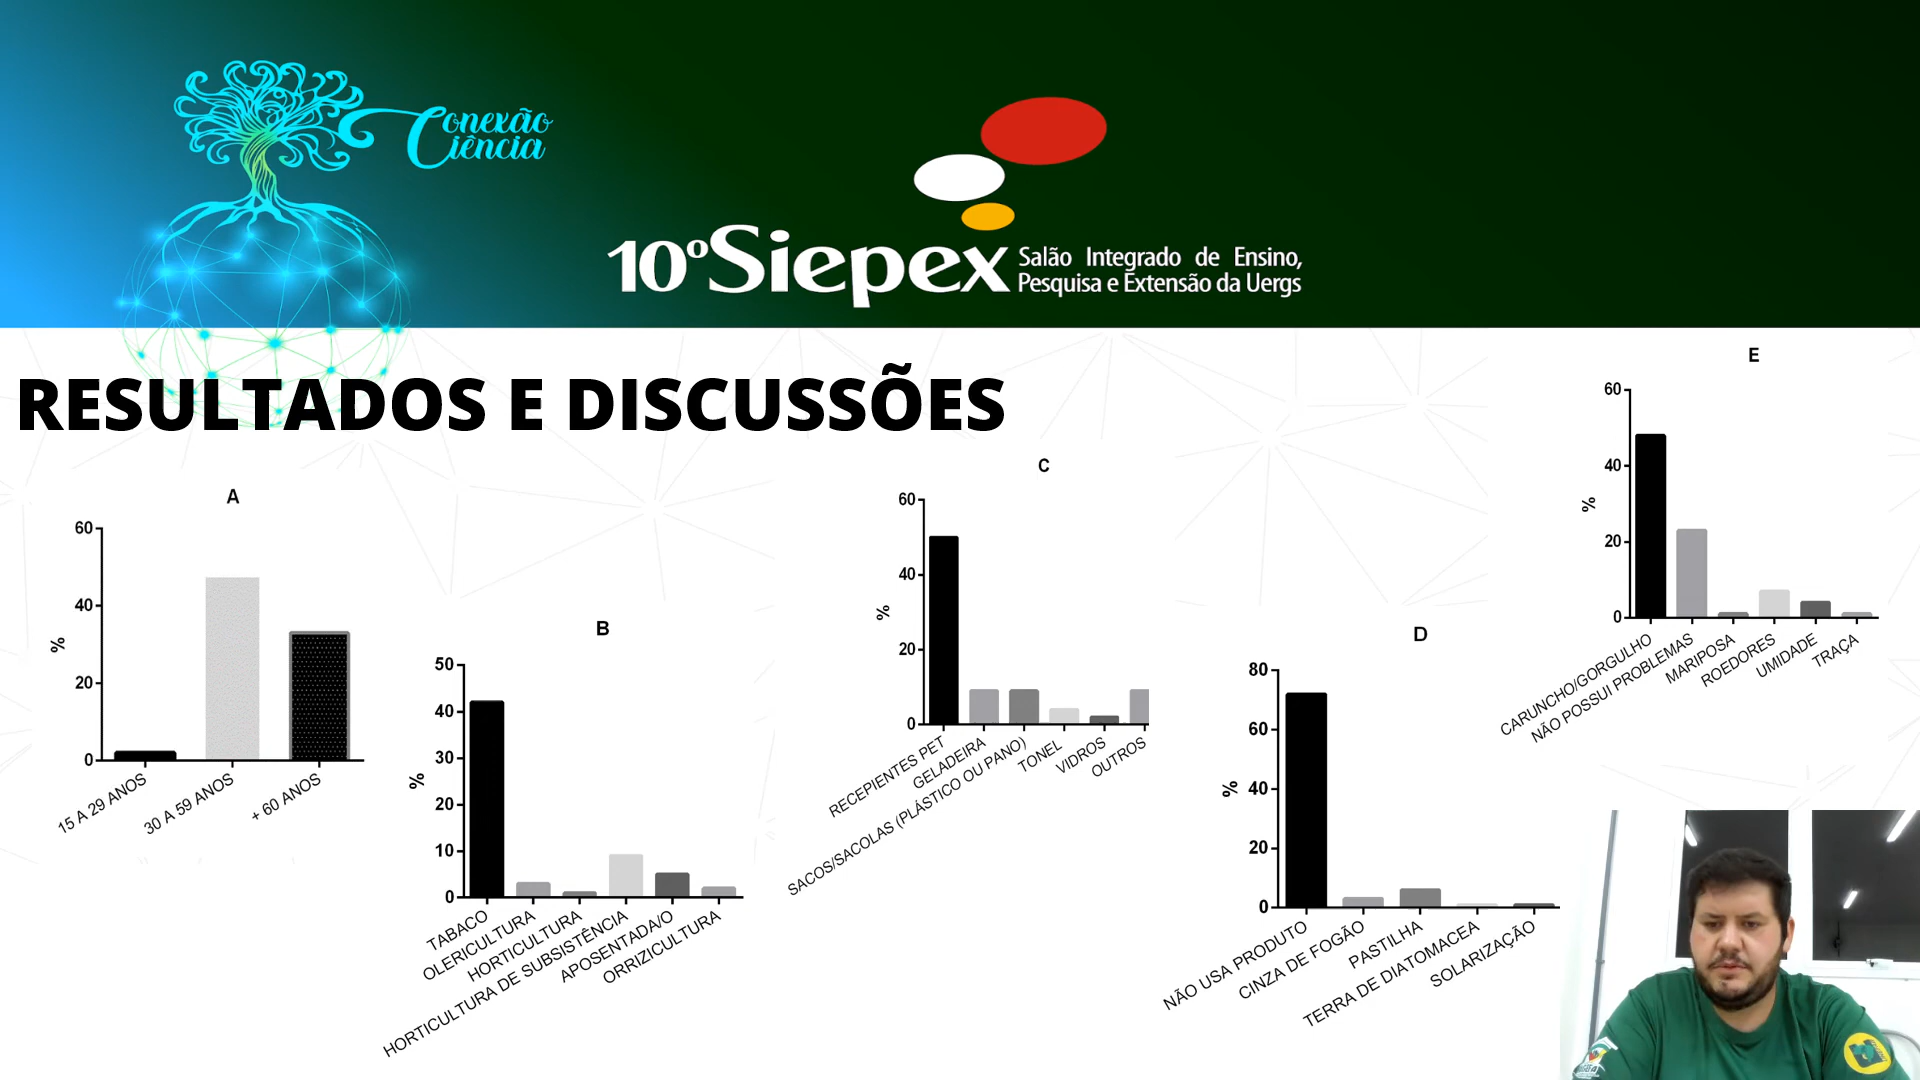 Conexão
Ciência
10º Siepex
Salão Integrado de Ensino,
Pesquisa e Extensão da Uergs
RESULTADOS E DISCUSSÕES
A
60
40
20
0
%
15 A 29 ANOS
30 A 59 ANOS
+ 60 ANOS
B
50
40
30
20
10
0
%
TABACO
OLERICULTURA
HORTICULTURA
HORTICULTURA DE SUBSISTÊNCIA
APOSENTADA/O
ORRIZICULTURA
C
60
40
20
0
%
RECEPIENTES PET
GELADEIRA
SACOS/SACOLAS (PLÁSTICO OU PANO)
TONEL
VIDROS
OUTROS
D
80
60
40
20
0
%
NÃO USA PRODUTO
CINZA DE FOGÃO
PASTILHA
TERRA DE DIATOMACEA
SOLARIZAÇÃO
E
60
40
20
0
%
CARUNCHO/GORGULHO
NÃO POSSUI PROBLEMAS
MARIPOSA
ROEDORES
UMIDADE
TRAÇA